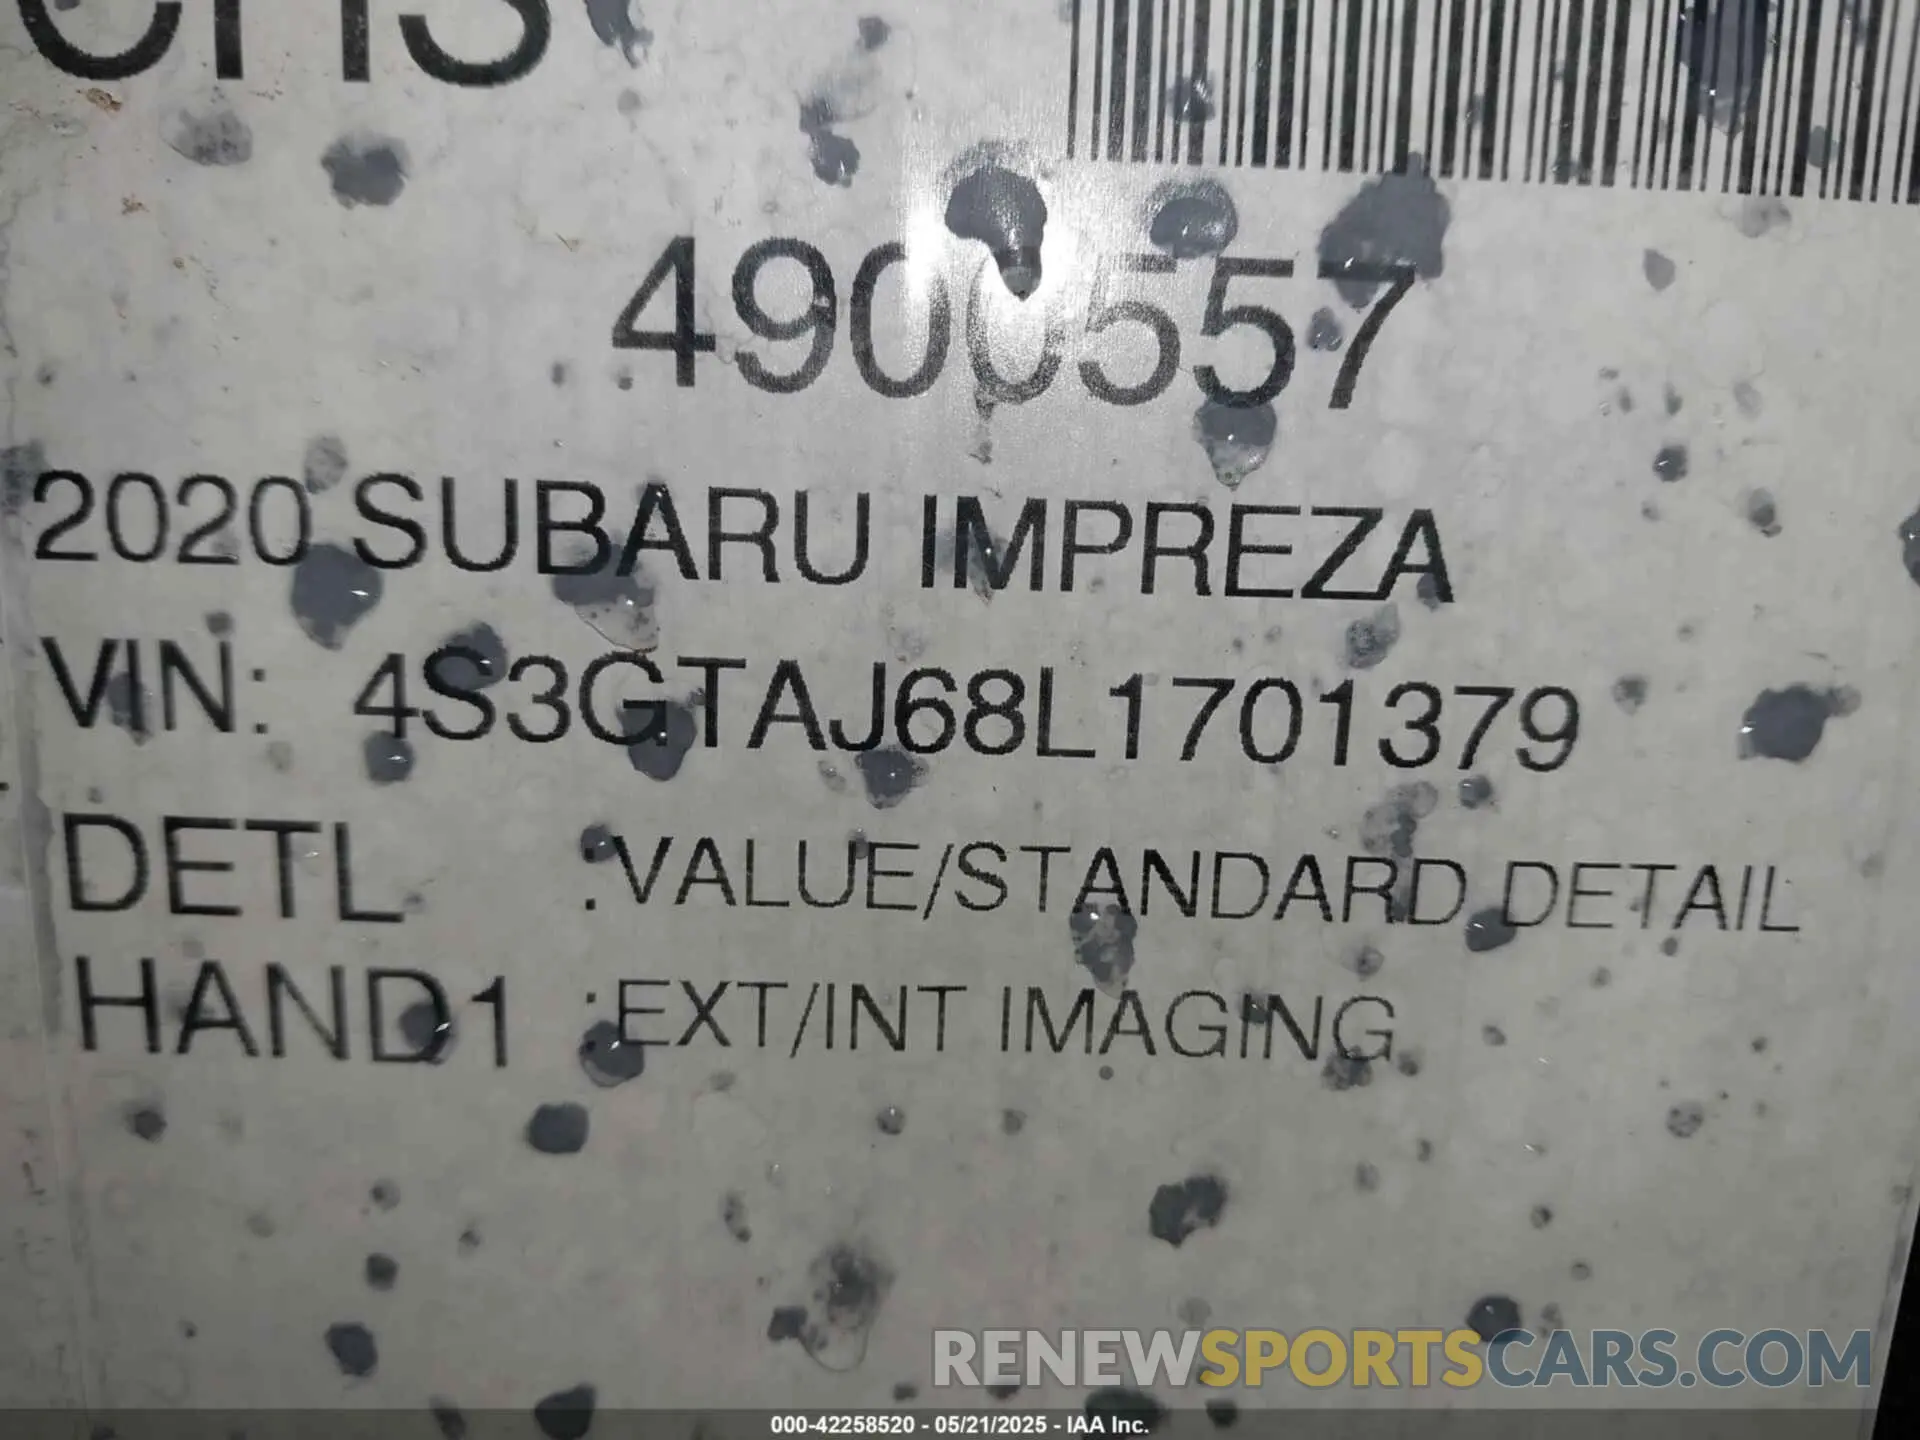 4900557
2020 SUBARU IMPREZA
VIN: 4S3GTAJ68L1701379
DETL :VALUE/STANDARD DETAIL
HAND1 :EXT/INT IMAGING
RENEWSPORTSCARS.COM
000-42258520 - 05/21/2025 - IAA Inc.